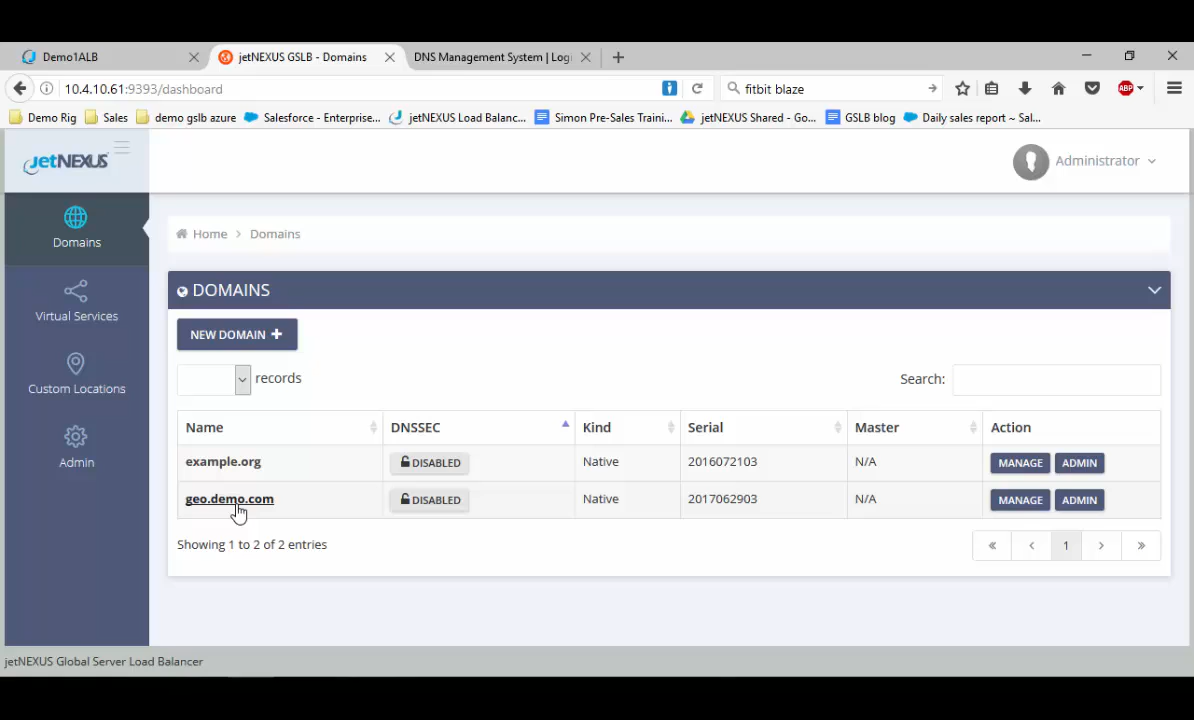 Demo1ALB
jetNEXUS GSLB - Domains
DNS Management System | Logi
10.4.10.61:9393/dashboard
fitbit blaze
ABP
Demo Rig
Sales
demo gslb azure
Salesforce - Enterprise...
jetNEXUS Load Balanc...
Simon Pre-Sales Traini...
jetNEXUS Shared - Go...
GSLB blog
Daily sales report ~ Sal...
jetNEXUS
Administrator
Domains
Virtual Services
Custom Locations
Admin
Home > Domains
DOMAINS
NEW DOMAIN +
records
Search:
Name DNSSEC Kind Serial Master Action
example.org DISABLED Native 2016072103 N/A MANAGE ADMIN
geo.demo.com DISABLED Native 2017062903 N/A MANAGE ADMIN
Showing 1 to 2 of 2 entries
« ‹ 1 › »
jetNEXUS Global Server Load Balancer